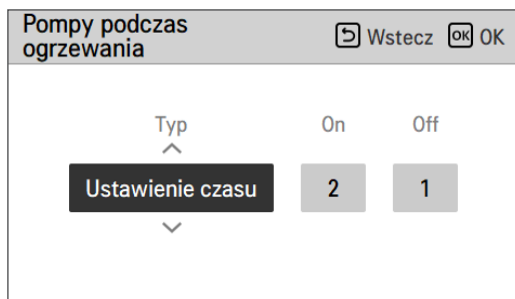 Pompy podczas
ogrzewania
Wstecz OK OK
Typ On Off
Ustawienie czasu 2 1